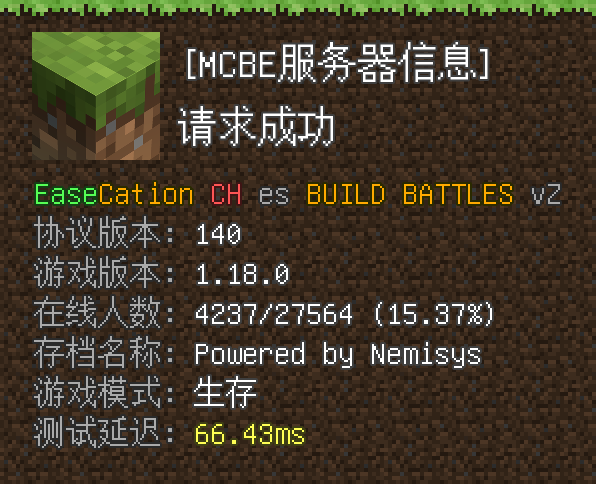 [MCBE服务器信息]
请求成功
EaseCation CH es BUILD BATTLES vZ
协议版本: 140
游戏版本: 1.18.0
在线人数: 4237/27564 (15.37%)
存档名称: Powered by Nemisys
游戏模式: 生存
测试延迟: 66.43ms